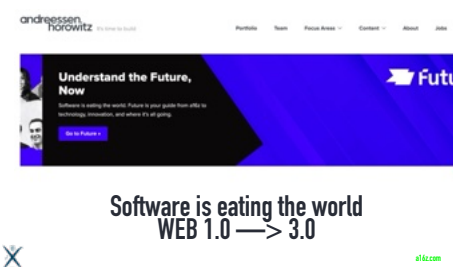 andreessen.
horowitz
It's time to build
Portfolio Team Focus Areas Content About Jobs
Understand the Future,
Now
Software is eating the world. Future is your guide from a16z to
technology, innovation, and where it's all going.
Go to Future >
Futu
Software is eating the world
WEB 1.0 —–> 3.0
a16z.com